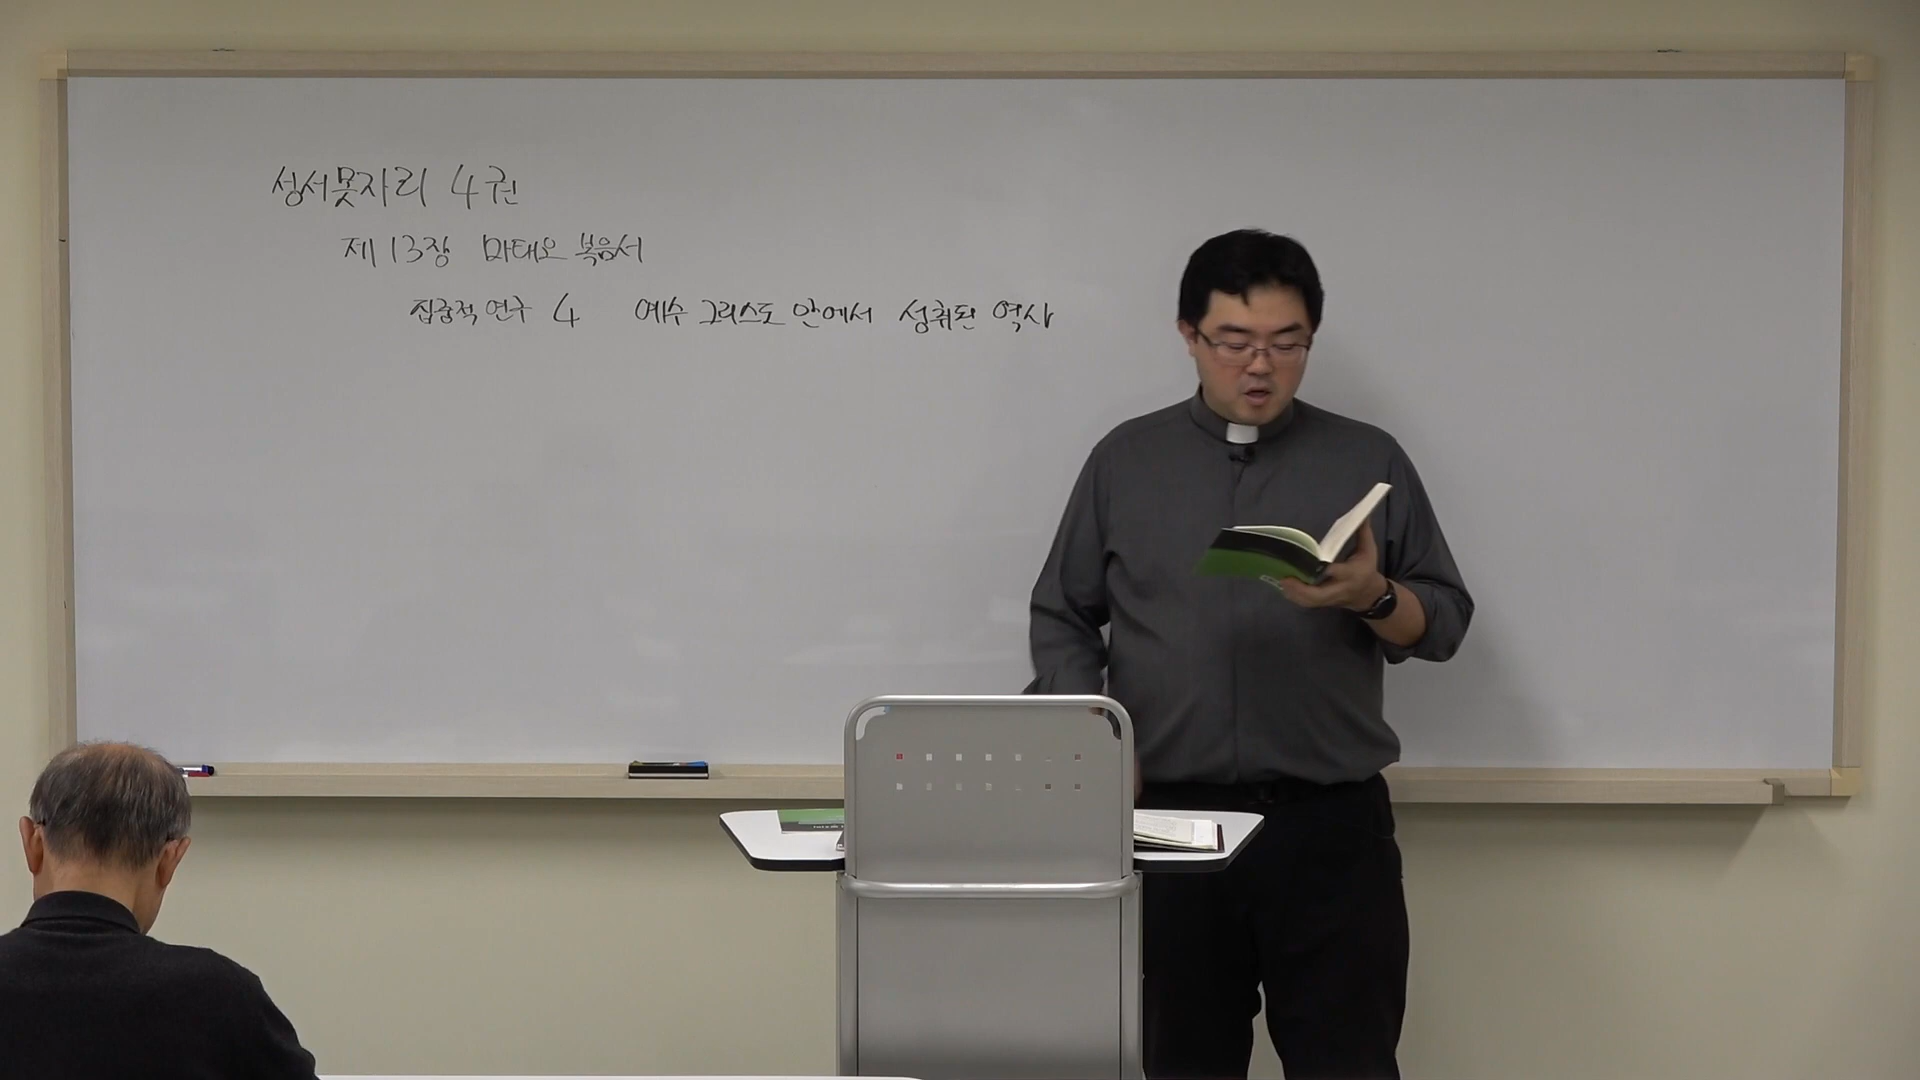 성서못자리 4권
제 13장 마태오 복음서
집중적 연구 4 예수 그리스도 안에서 성취된 역사